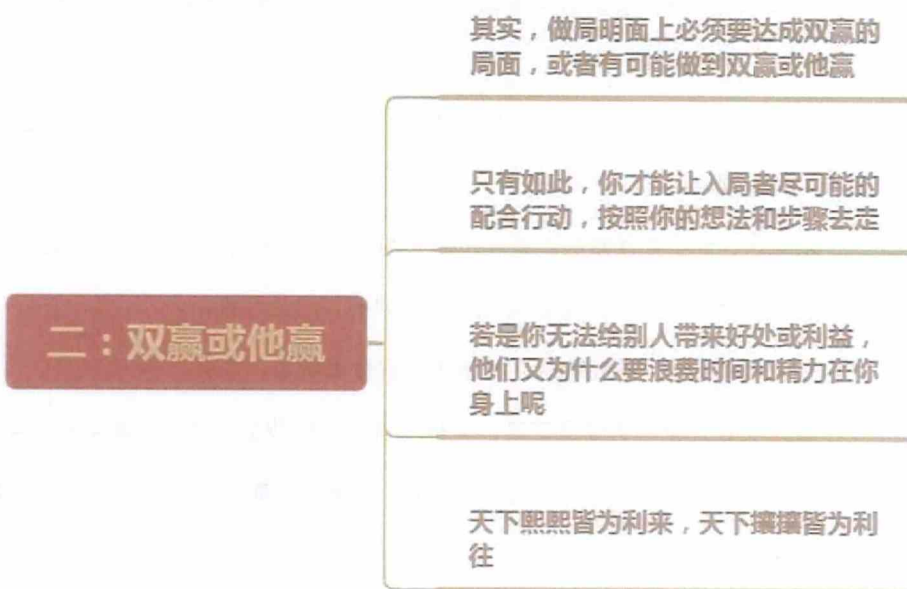 其实，做局明面上必须要达成双赢的
局面，或者有可能做到双赢或他赢
只有如此，你才能让入局者尽可能的
配合行动，按照你的想法和步骤去走
二：双赢或他赢
若是你无法给别人带来好处或利益，
他们又为什么要浪费时间和精力在你
身上呢
天下熙熙皆为利来，天下攘攘皆为利
往